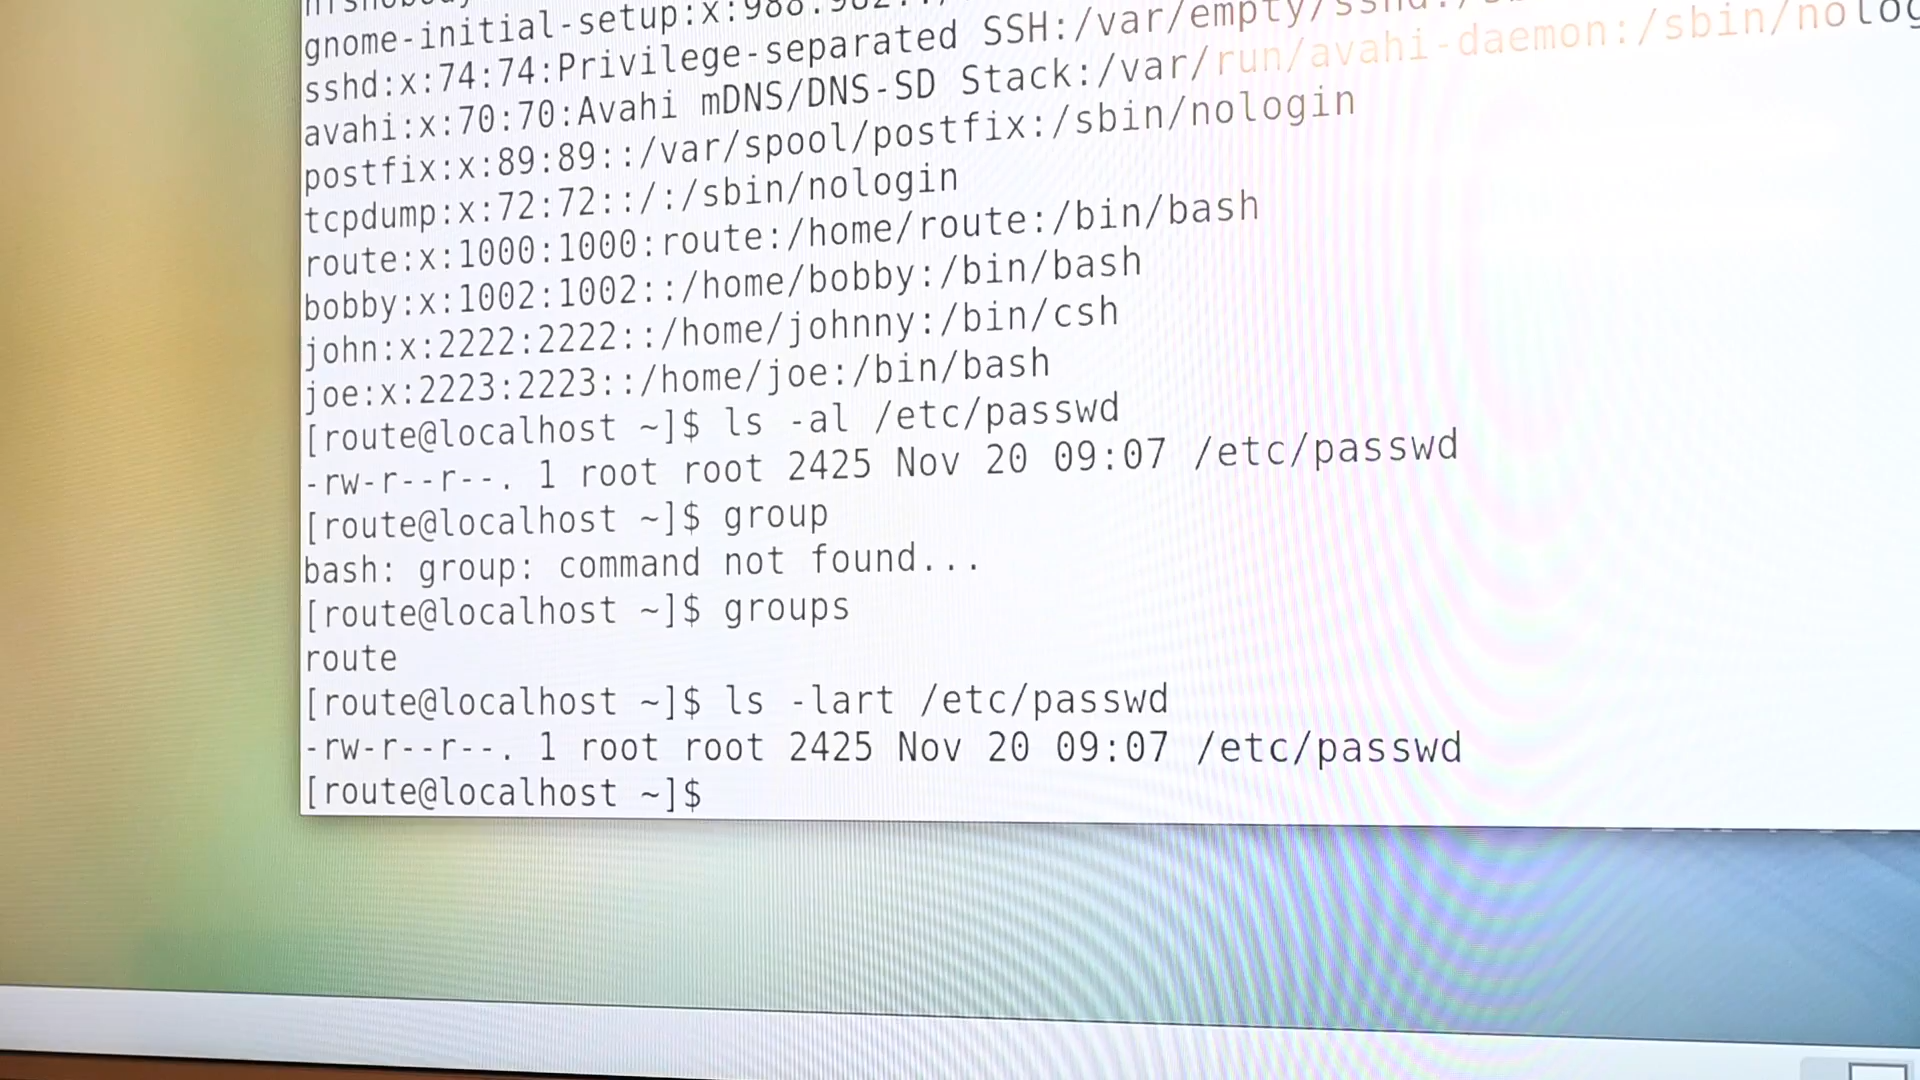 gnome-initial-setup:x:988:982::/
sshd:x:74:74:Privilege-separated SSH:/var/empty/sshd:/
avahi:x:70:70:Avahi mDNS/DNS-SD Stack:/var/run/avahi-daemon:/sbin/nolog
postfix:x:89:89::/var/spool/postfix:/sbin/nologin
tcpdump:x:72:72::/:/sbin/nologin
route:x:1000:1000:route:/home/route:/bin/bash
bobby:x:1002:1002::/home/bobby:/bin/bash
john:x:2222:2222::/home/johnny:/bin/csh
joe:x:2223:2223::/home/joe:/bin/bash
[route@localhost ~]$ ls -al /etc/passwd
-rw-r--r--. 1 root root 2425 Nov 20 09:07 /etc/passwd
[route@localhost ~]$ group
bash: group: command not found...
[route@localhost ~]$ groups
route
[route@localhost ~]$ ls -lart /etc/passwd
-rw-r--r--. 1 root root 2425 Nov 20 09:07 /etc/passwd
[route@localhost ~]$